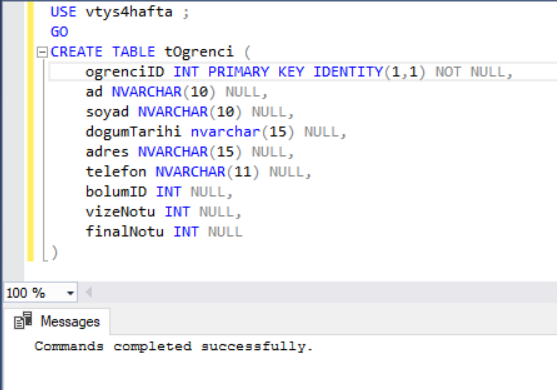 USE vtys4hafta ;
GO
CREATE TABLE tOgrenci (
ogrenciID INT PRIMARY KEY IDENTITY(1,1) NOT NULL,
ad NVARCHAR(10) NULL,
soyad NVARCHAR(10) NULL,
dogumTarihi nvarchar(15) NULL,
adres NVARCHAR(15) NULL,
telefon NVARCHAR(11) NULL,
bolumID INT NULL,
vizeNotu INT NULL,
finalNotu INT NULL
)
100 %
Messages
Commands completed successfully.